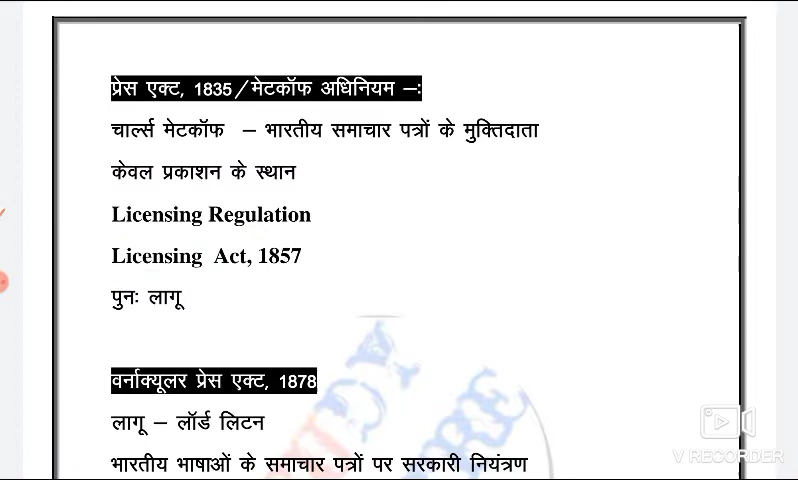 प्रेस एक्ट, 1835/मेटकॉफ अधिनियम –:
चार्ल्स मेटकॉफ – भारतीय समाचार पत्रों के मुक्तिदाता
केवल प्रकाशन के स्थान
Licensing Regulation
Licensing Act, 1857
पुनः लागू
वर्नाक्यूलर प्रेस एक्ट, 1878
लागू – लॉर्ड लिटन
भारतीय भाषाओं के समाचार पत्रों पर सरकारी नियंत्रण
V RECORDER